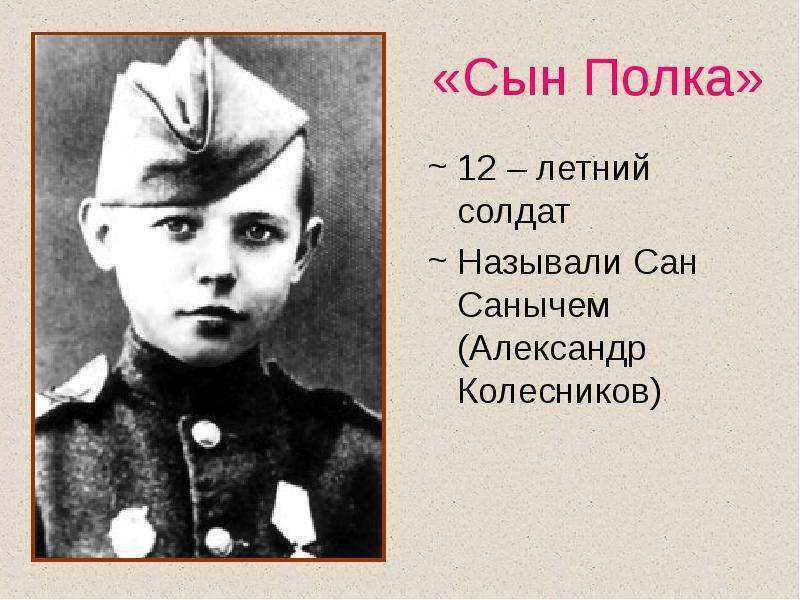 «Сын Полка»
~ 12 – летний
солдат
~ Называли Сан
Санычем
(Александр
Колесников)